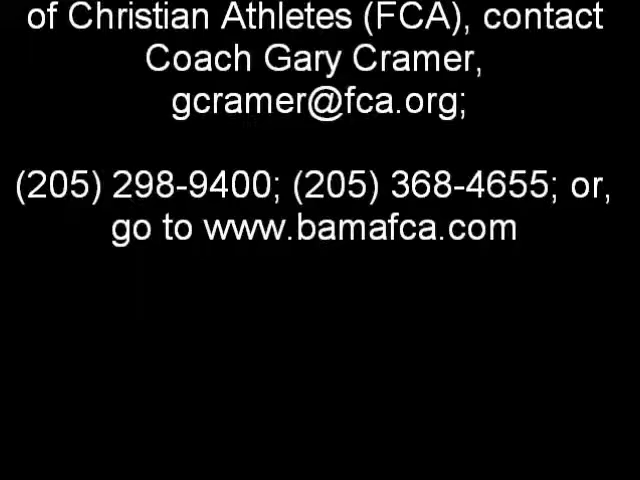 of Christian Athletes (FCA), contact
Coach Gary Cramer,
gcramer@fca.org;
(205) 298-9400; (205) 368-4655; or,
go to www.bamafca.com